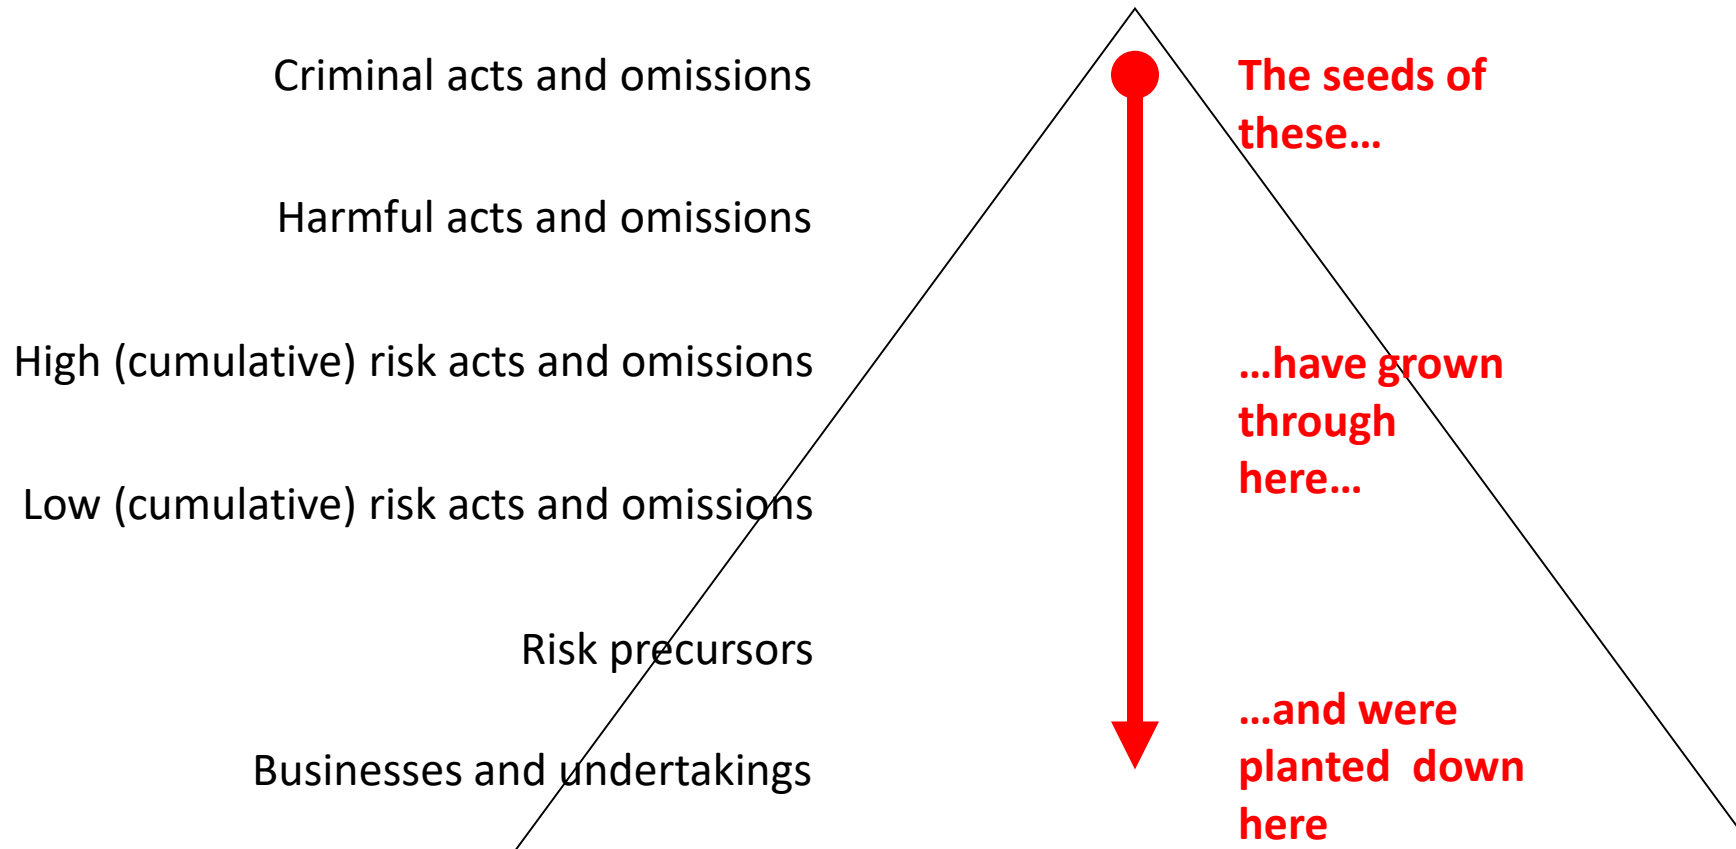 Criminal acts and omissions
Harmful acts and omissions
High (cumulative) risk acts and omissions
Low (cumulative) risk acts and omissions
Risk precursors
Businesses and undertakings
The seeds of
these…
…have grown
through
here…
…and were
planted  down
here